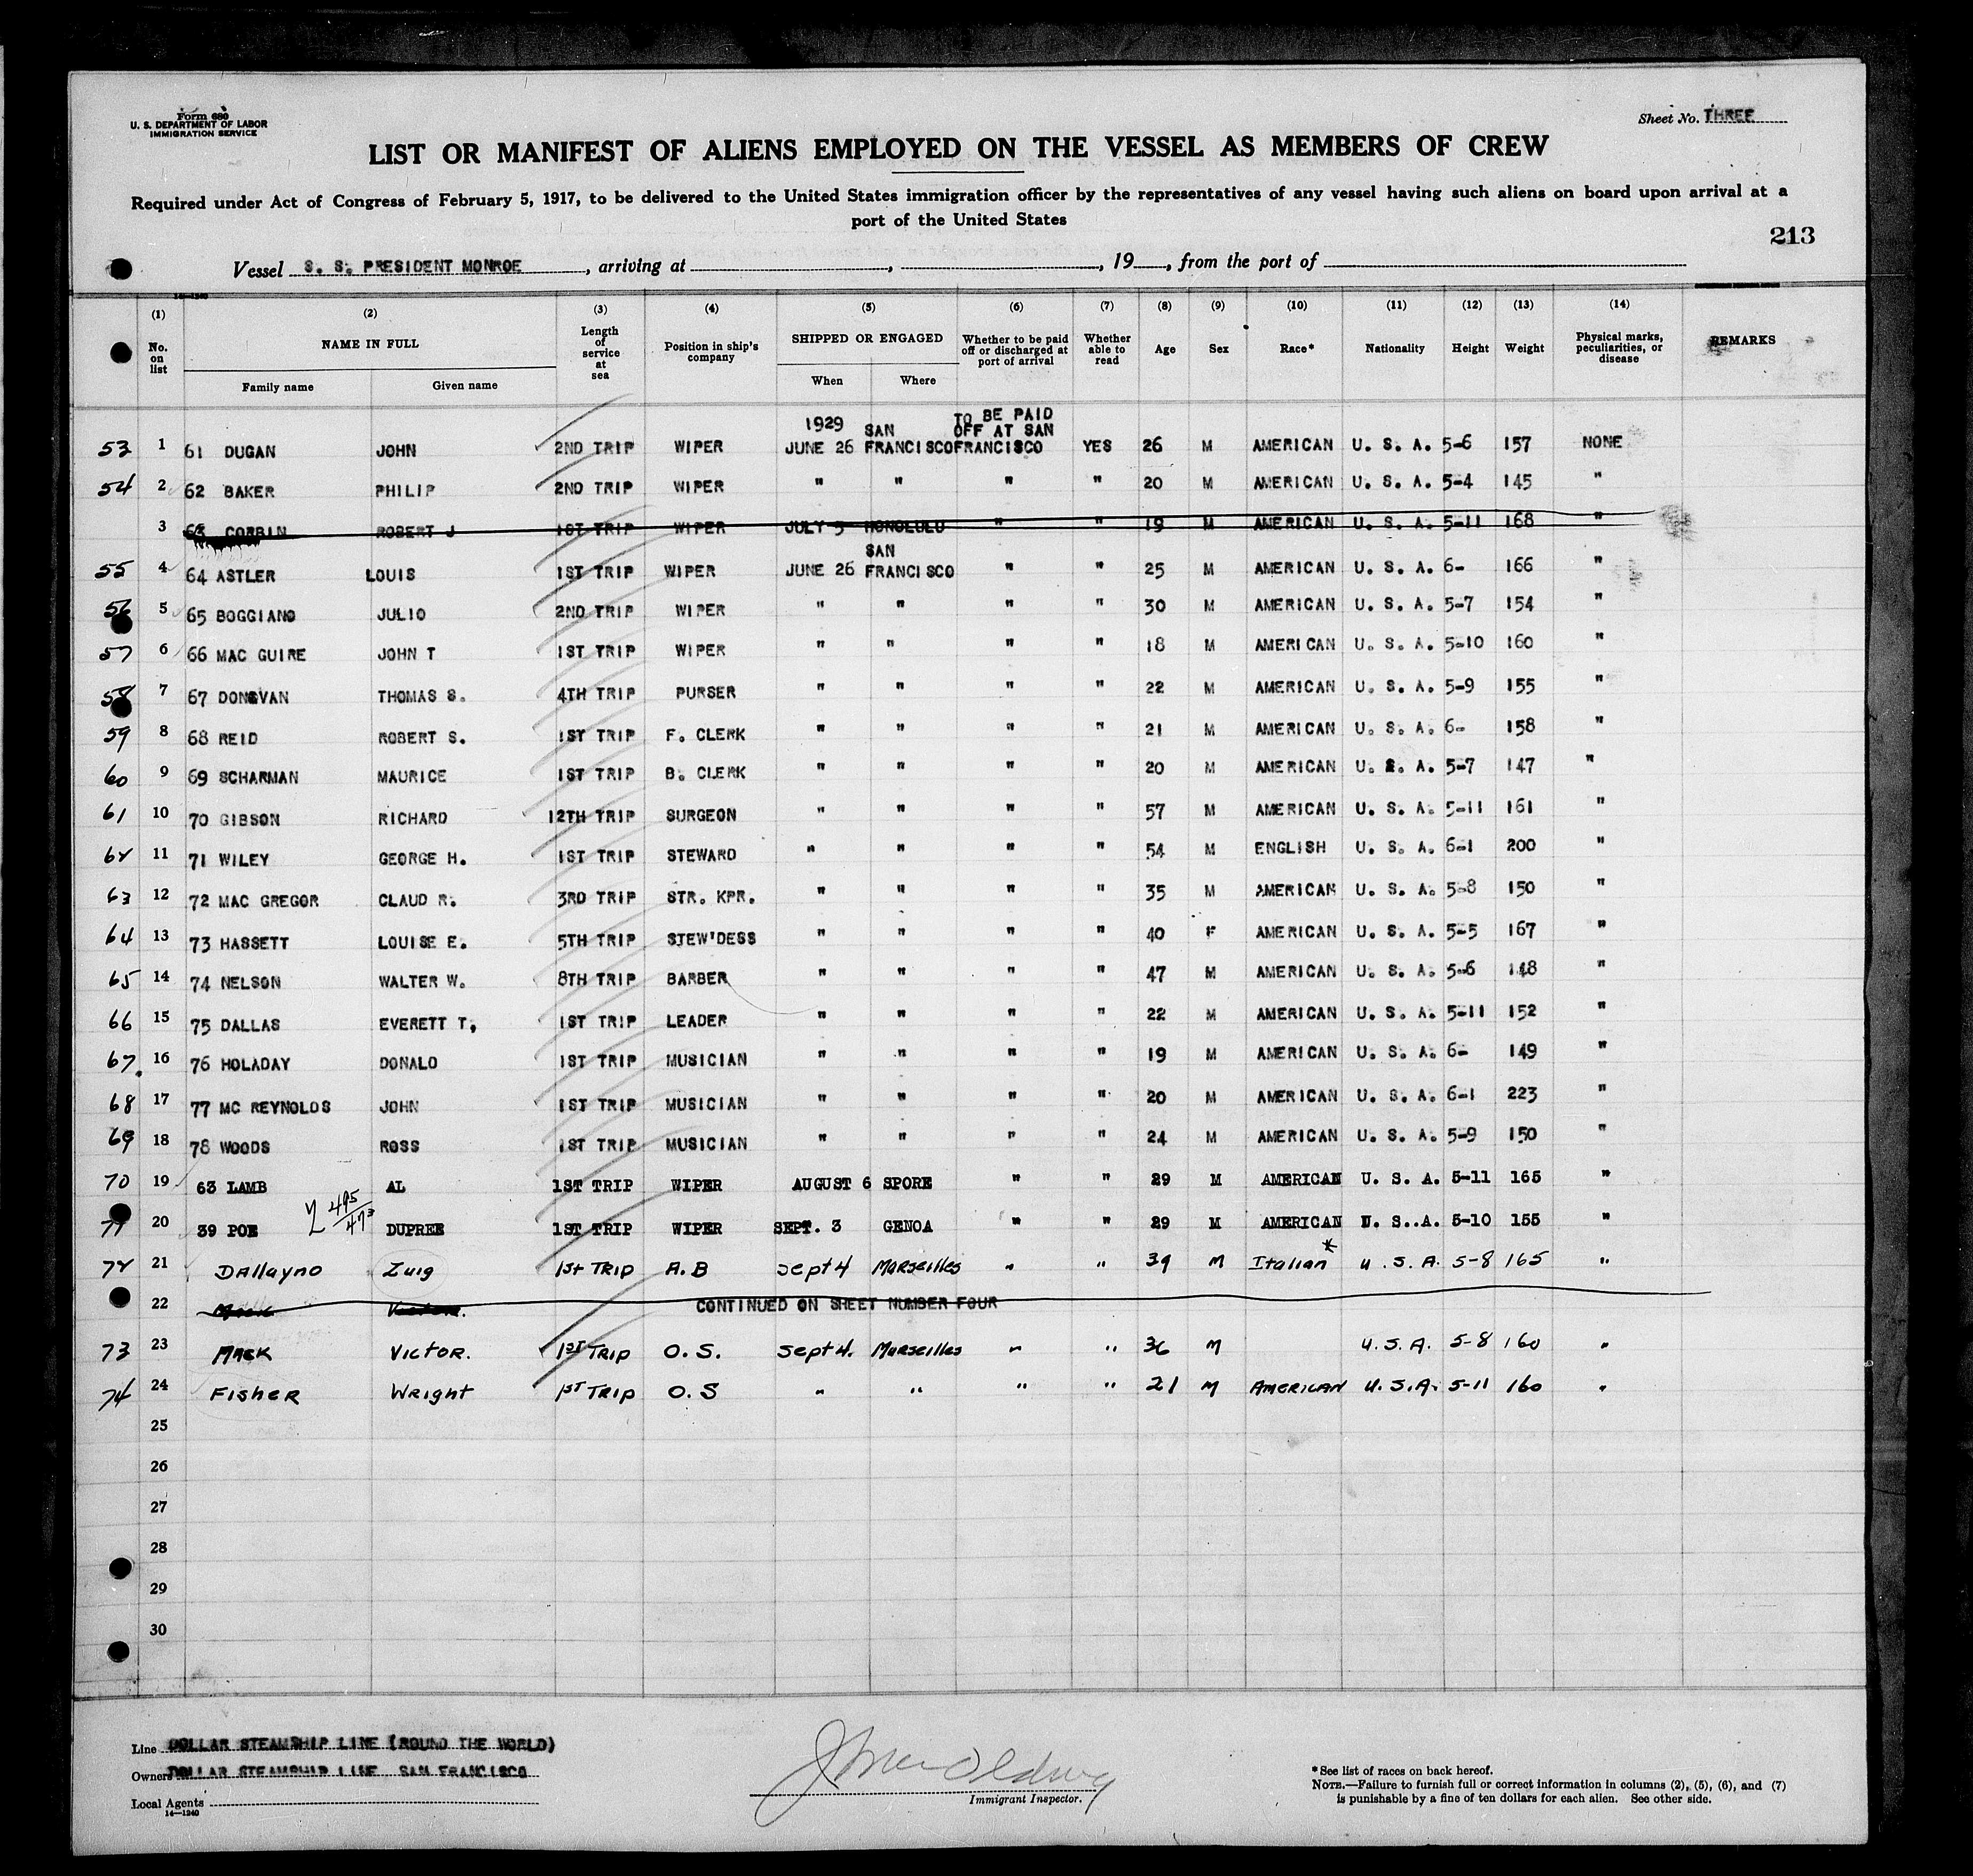 Form 680
U. S. DEPARTMENT OF LABOR
IMMIGRATION SERVICE
Sheet No. THREE
LIST OR MANIFEST OF ALIENS EMPLOYED ON THE VESSEL AS MEMBERS OF CREW
Required under Act of Congress of February 5, 1917, to be delivered to the United States immigration officer by the representatives of any vessel having such aliens on board upon arrival at a
port of the United States
213
Vessel S. S. PRESIDENT MONROE, arriving at , , 19 , from the port of
14-1240
(1) (2) (3) (4) (5) (6) (7) (8) (9) (10) (11) (12) (13) (14)
No. on list NAME IN FULL Family name Given name Length of service at sea Position in ship's company SHIPPED OR ENGAGED When Where Whether to be paid off or discharged at port of arrival Whether able to read Age Sex Race* Nationality Height Weight Physical marks, peculiarities, or disease REMARKS
53 1 61 DUGAN JOHN 2ND TRIP WIPER 1929 JUNE 26 SAN FRANCISCO TO BE PAID OFF AT SAN FRANCISCO YES 26 M AMERICAN U. S. A. 5-6 157 NONE
54 2 62 BAKER PHILIP 2ND TRIP WIPER " " " " 20 M AMERICAN U. S. A. 5-4 145 "
3 63 CORBIN ROBERT J 1ST TRIP WIPER JULY 5 HONOLULU " " 19 M AMERICAN U. S. A. 5-11 168 "
55 4 64 ASTLER LOUIS 1ST TRIP WIPER JUNE 26 SAN FRANCISCO " " 25 M AMERICAN U. S. A. 6- 166 "
56 5 65 BOGGIANO JULIO 2ND TRIP WIPER " " " " 30 M AMERICAN U. S. A. 5-7 154 "
57 6 66 MAC GUIRE JOHN T 1ST TRIP WIPER " " " " 18 M AMERICAN U. S. A. 5-10 160 "
58 7 67 DONOVAN THOMAS S. 4TH TRIP PURSER " " " " 22 M AMERICAN U. S. A. 5-9 155 "
59 8 68 REID ROBERT S. 1ST TRIP F. CLERK " " " " 21 M AMERICAN U. S. A. 6- 158 "
60 9 69 SCHARMAN MAURICE 1ST TRIP B. CLERK " " " " 20 M AMERICAN U. S. A. 5-7 147 "
61 10 70 GIBSON RICHARD 12TH TRIP SURGEON " " " " 57 M AMERICAN U. S. A. 5-11 161 "
62 11 71 WILEY GEORGE H. 1ST TRIP STEWARD " " " " 54 M ENGLISH U. S. A. 6-1 200 "
63 12 72 MAC GREGOR CLAUD R. 3RD TRIP STR. KPR. " " " " 35 M AMERICAN U. S. A. 5-8 150 "
64 13 73 HASSETT LOUISE E. 5TH TRIP STEW'DESS " " " " 40 F AMERICAN U. S. A. 5-5 167 "
65 14 74 NELSON WALTER W. 8TH TRIP BARBER " " " " 47 M AMERICAN U. S. A. 5-6 148 "
66 15 75 DALLAS EVERETT T, 1ST TRIP LEADER " " " " 22 M AMERICAN U. S. A. 5-11 152 "
67 16 76 HOLADAY DONALD 1ST TRIP MUSICIAN " " " " 19 M AMERICAN U. S. A. 6- 149 "
68 17 77 MC REYNOLDS JOHN 1ST TRIP MUSICIAN " " " " 20 M AMERICAN U. S. A. 6-1 223 "
69 18 78 WOODS ROSS 1ST TRIP MUSICIAN " " " " 24 M AMERICAN U. S. A. 5-9 150 "
70 19 63 LAMB AL 1ST TRIP WIPER AUGUST 6 SPORE " " 29 M AMERICAN U. S. A. 5-11 165 "
71 20 39 POE 495/473 DUPREE 1ST TRIP WIPER SEPT. 3 GENOA " " 29 M AMERICAN U. S..A. 5-10 155 "
72 21 DAllayno Zuig 1st TRIP A.B Sept 4 Marseilles " " 39 M Italian* U.S.A. 5-8 165 "
22 Mack Victor. CONTINUED ON SHEET NUMBER FOUR
73 23 MACK VICTOR. 1ST TRIP O.S. Sept 4. Marseilles " " 36 M U.S.A. 5-8 160 "
74 24 FISHER WRIGHT 1ST TRIP O.S " " " " 21 M AMERICAN U.S.A. 5-11 160 "
25
26
27
28
29
30
Line DOLLAR STEAMSHIP LINE (ROUND THE WORLD)
Owners DOLLAR STEAMSHIP LINE SAN FRANCISCO
Local Agents
14-1240
Immigrant Inspector.
* See list of races on back hereof.
NOTE.—Failure to furnish full or correct information in columns (2), (5), (6), and (7)
is punishable by a fine of ten dollars for each alien. See other side.